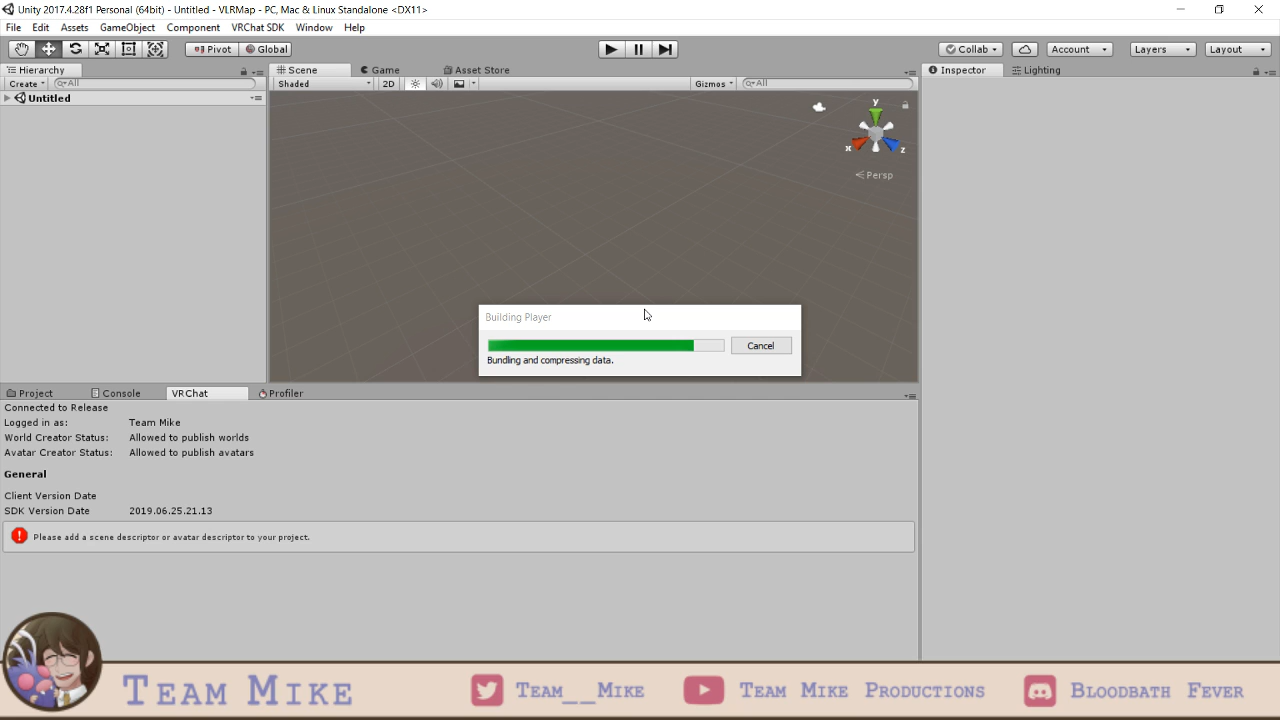 Unity 2017.4.28f1 Personal (64bit) - Untitled - VLRMap - PC, Mac & Linux Standalone <DX11>
File Edit Assets GameObject Component VRChat SDK Window Help
Pivot Global Collab Account Layers Layout
Hierarchy Scene Game Asset Store Inspector Lighting
Create All Shaded 2D Gizmos All
Untitled
y
x z
Persp
Building Player
Cancel
Bundling and compressing data.
Project Console VRChat Profiler
Connected to Release
Logged in as: Team Mike
World Creator Status: Allowed to publish worlds
Avatar Creator Status: Allowed to publish avatars
General
Client Version Date
SDK Version Date 2019.06.25.21.13
Please add a scene descriptor or avatar descriptor to your project.
Team Mike Team__Mike Team Mike Productions Bloodbath Fever